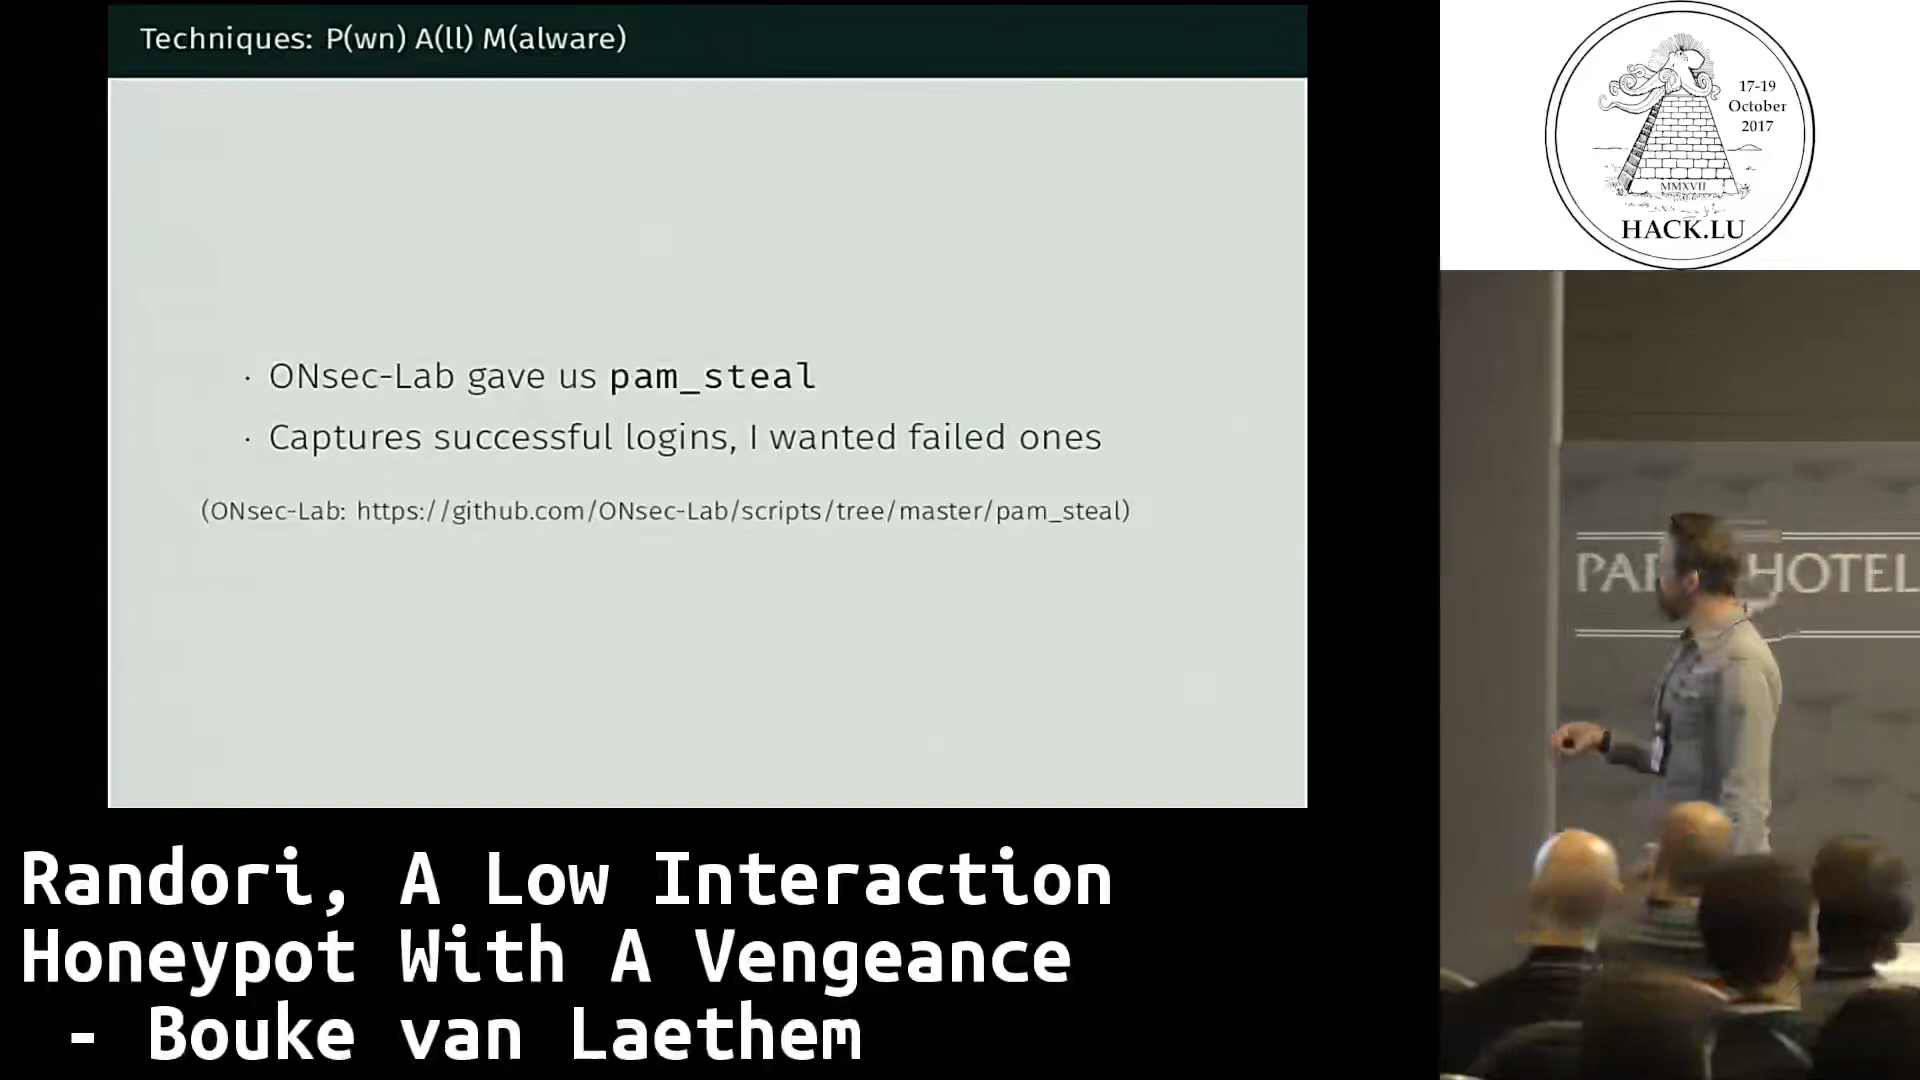 Techniques: P(wn) A(ll) M(alware)
· ONsec-Lab gave us pam_steal
· Captures successful logins, I wanted failed ones
(ONsec-Lab: https://github.com/ONsec-Lab/scripts/tree/master/pam_steal)
17-19
October
2017
MMXVII
HACK.LU
HOTEL
Randori, A Low Interaction
Honeypot With A Vengeance
- Bouke van Laethem